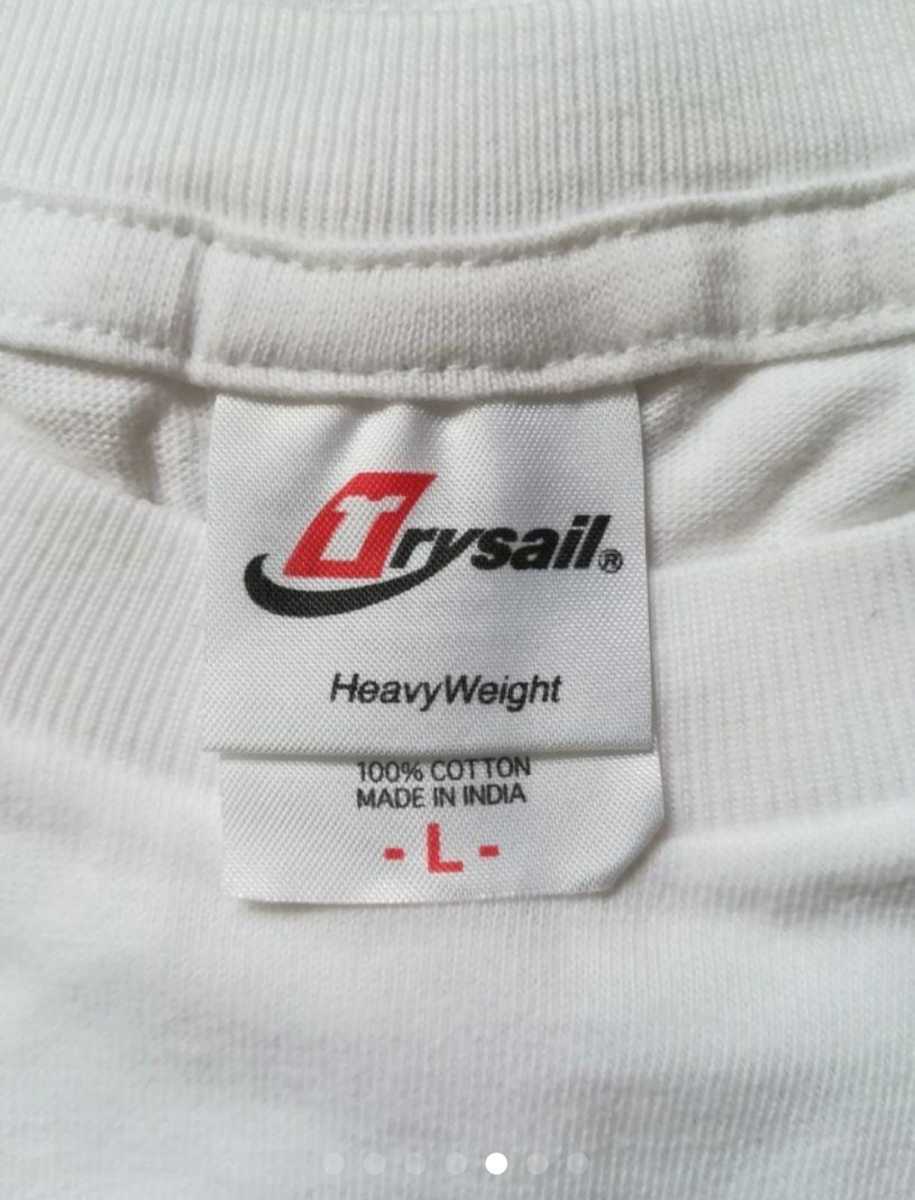 Trysail®
HeavyWeight
100% COTTON
MADE IN INDIA
- L -